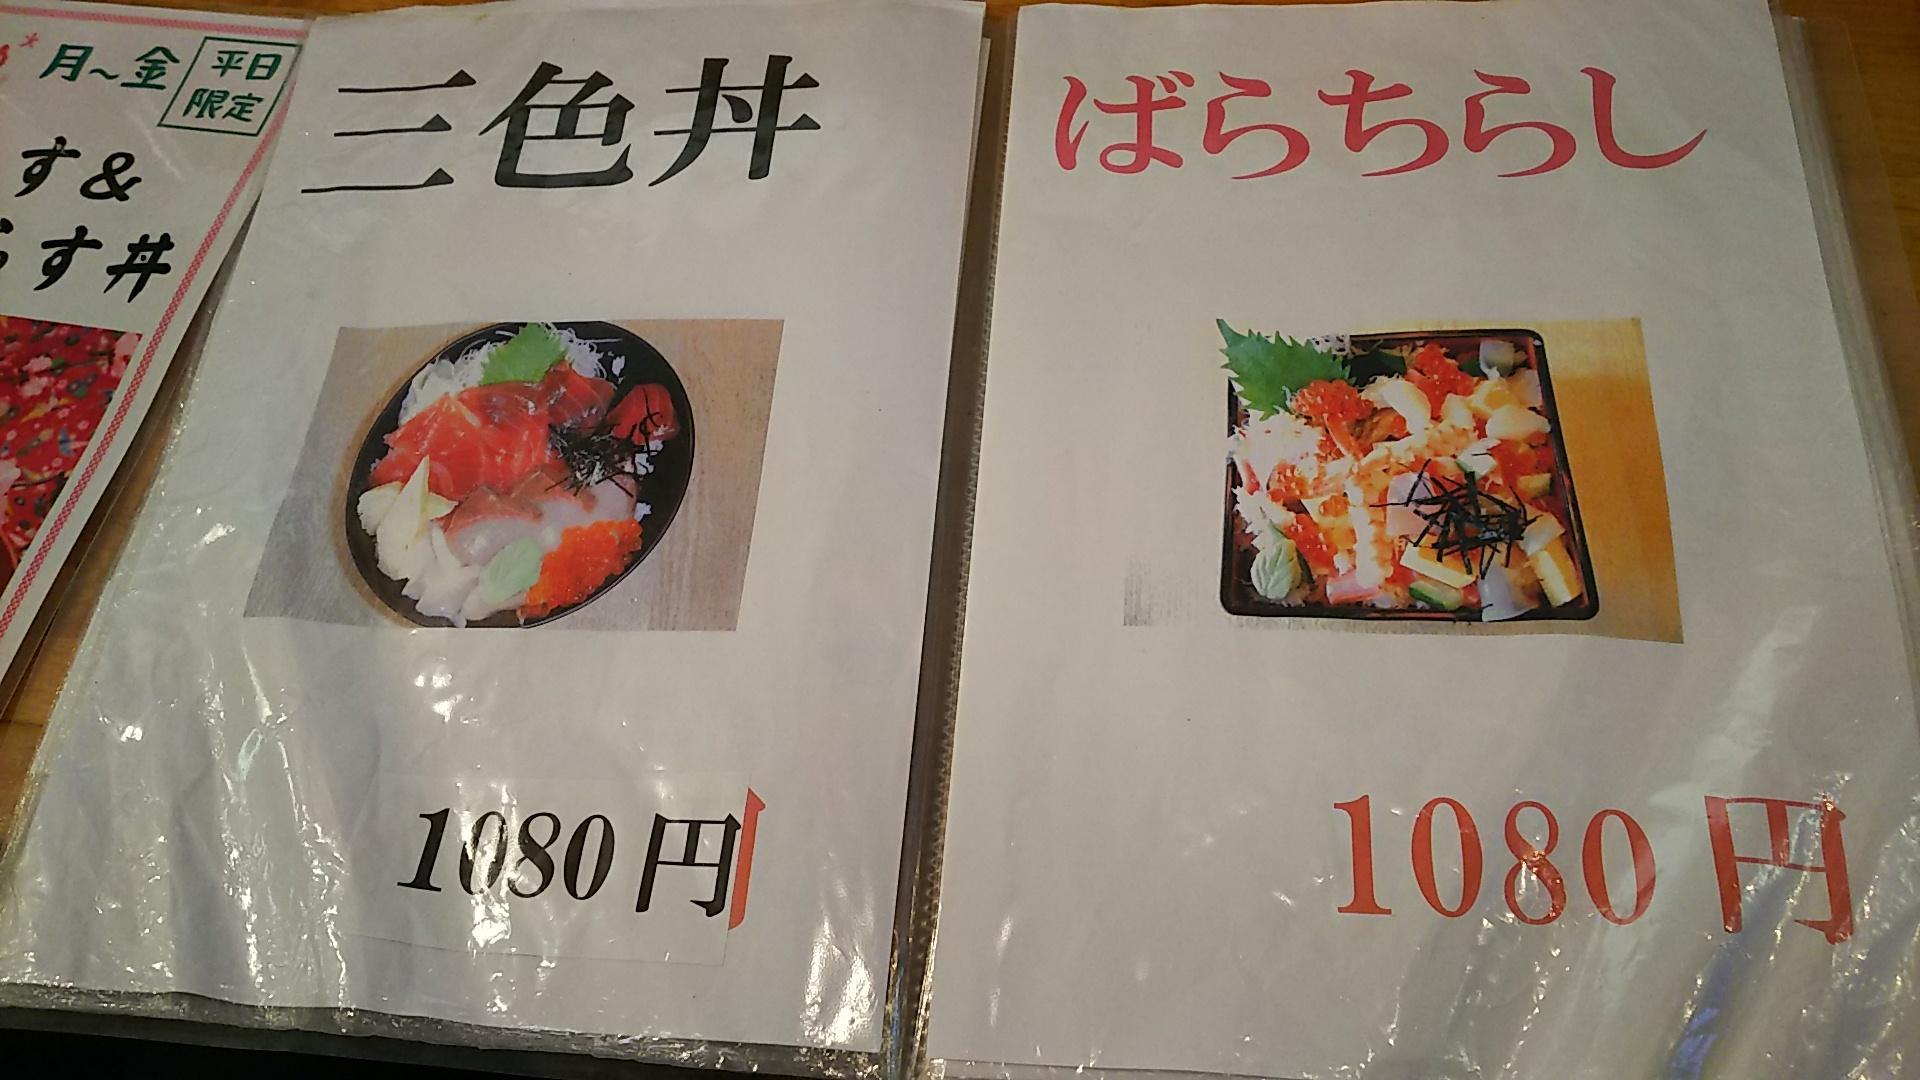 月～金
平日
限定
す&
らす丼
三色丼
1080円
ばらちらし
1080円